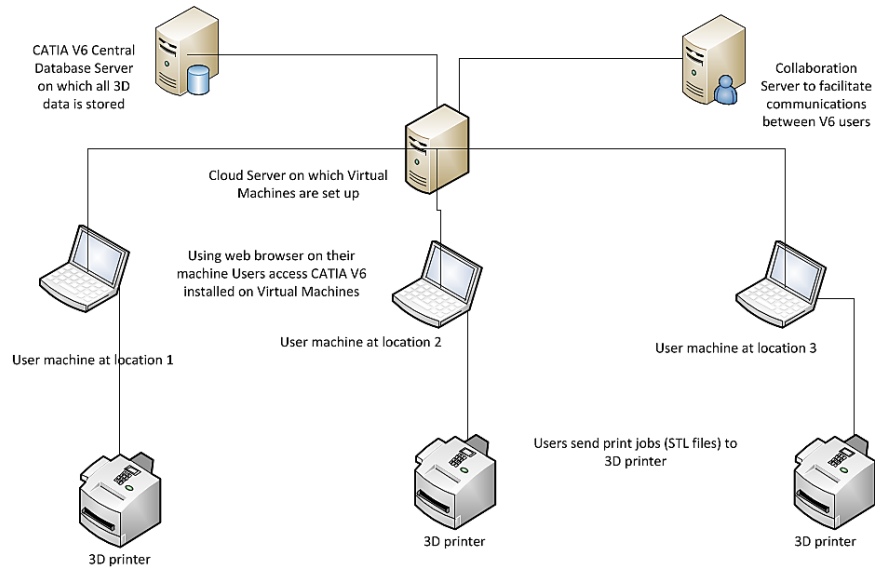 CATIA V6 Central
Database Server
on which all 3D
data is stored
Collaboration
Server to facilitate
communications
between V6 users
Cloud Server on which Virtual
Machines are set up
Using web browser on their
machine Users access CATIA V6
installed on Virtual Machines
User machine at location 1
User machine at location 2
User machine at location 3
Users send print jobs (STL files) to
3D printer
3D printer
3D printer
3D printer